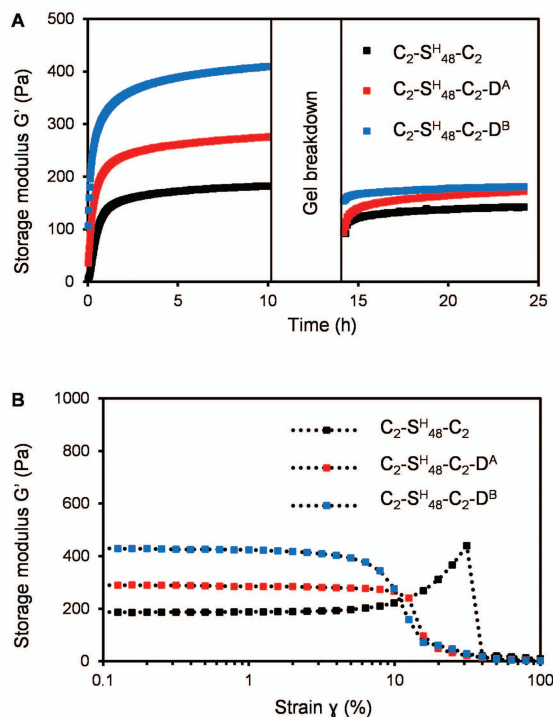 A
500
400
300
200
100
0
Storage modulus G' (Pa)
Gel breakdown
C₂-Sᴴ₄₈-C₂
C₂-Sᴴ₄₈-C₂-Dᴬ
C₂-Sᴴ₄₈-C₂-Dᴮ
0 5 10 15 20 25
Time (h)
B
1000
800
600
400
200
0
Storage modulus G' (Pa)
C₂-Sᴴ₄₈-C₂
C₂-Sᴴ₄₈-C₂-Dᴬ
C₂-Sᴴ₄₈-C₂-Dᴮ
0.1 1 10 100
Strain γ (%)